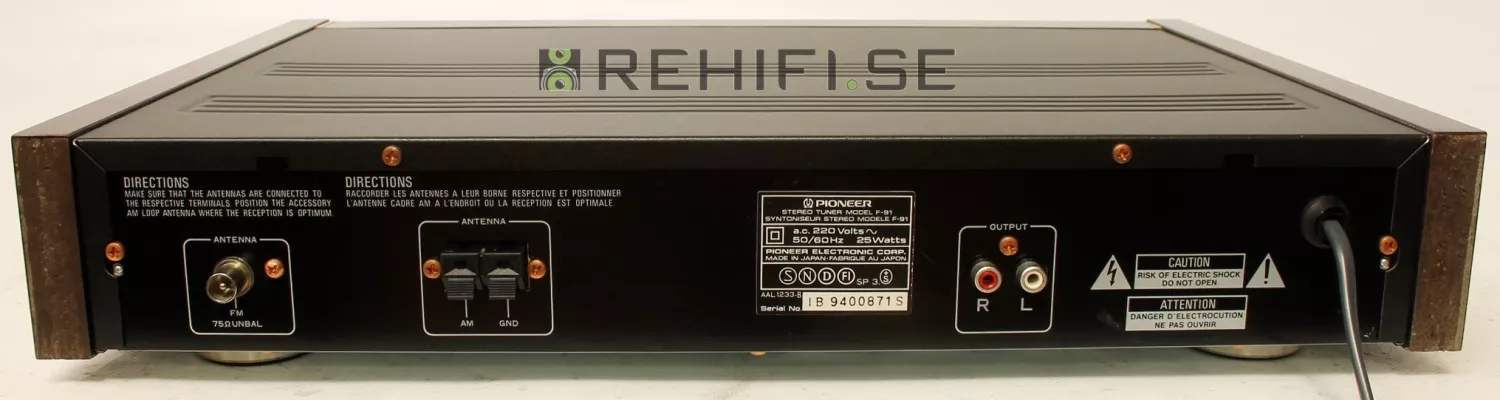 REHIFI.SE
DIRECTIONS
MAKE SURE THAT THE ANTENNAS ARE CONNECTED TO
THE RESPECTIVE TERMINALS. POSITION THE ACCESSORY
AM LOOP ANTENNA WHERE THE RECEPTION IS OPTIMUM.
DIRECTIONS
RACCORDER LES ANTENNES A LEUR BORNE RESPECTIVE ET POSITIONNER
L'ANTENNE CADRE AM A L'ENDROIT OU LA RECEPTION EST OPTIMALE.
ANTENNA
FM
75Ω UNBAL
ANTENNA
AM GND
PIONEER
STEREO TUNER MODEL F-91
SYNTONISEUR STEREO MODELE F-91
a.c. 220 Volts ~
50/60Hz 25Watts
PIONEER ELECTRONIC CORP.
MADE IN JAPAN-FABRIQUE AU JAPON
S N D FI SP 3. S
AAL1233-B
Serial No. IB 9400871 S
OUTPUT
R L
CAUTION
RISK OF ELECTRIC SHOCK
DO NOT OPEN
!
ATTENTION
DANGER D'ELECTROCUTION
NE PAS OUVRIR